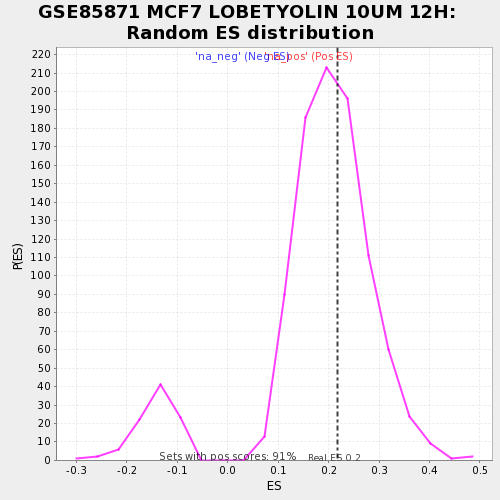 GSE85871 MCF7 LOBETYOLIN 10UM 12H:
Random ES distribution
'na_neg' (Neg ES)
'na_pos' (Pos ES)
P(ES)
220
210
200
190
180
170
160
150
140
130
120
110
100
90
80
70
60
50
40
30
20
10
0
Sets with pos scores: 91%
Real ES 0.2
-0.3 -0.2 -0.1 0.0 0.1 0.2 0.3 0.4 0.5
ES